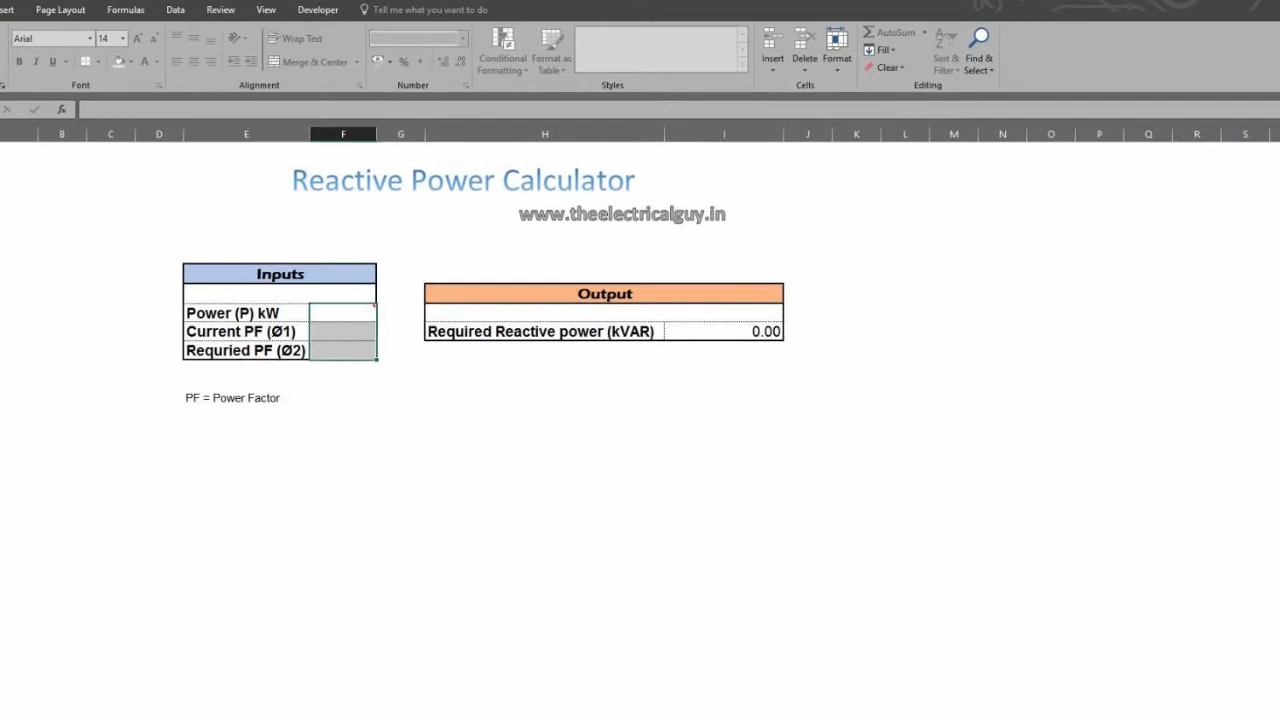 sert Page Layout Formulas Data Review View Developer Tell me what you want to do
Arial 14 A A Wrap Text AutoSum
B I U A Merge & Center % Conditional Formatting Format as Table Insert Delete Format Fill Clear Sort & Filter Find & Select
Font Alignment Number Styles Cells Editing
fx
B C D E F G H I J K L M N O P Q R S
Reactive Power Calculator
www.theelectricalguy.in
Inputs
Output
Power (P) kW
Current PF (Ø1)
Required Reactive power (kVAR) 0.00
Requried PF (Ø2)
PF = Power Factor